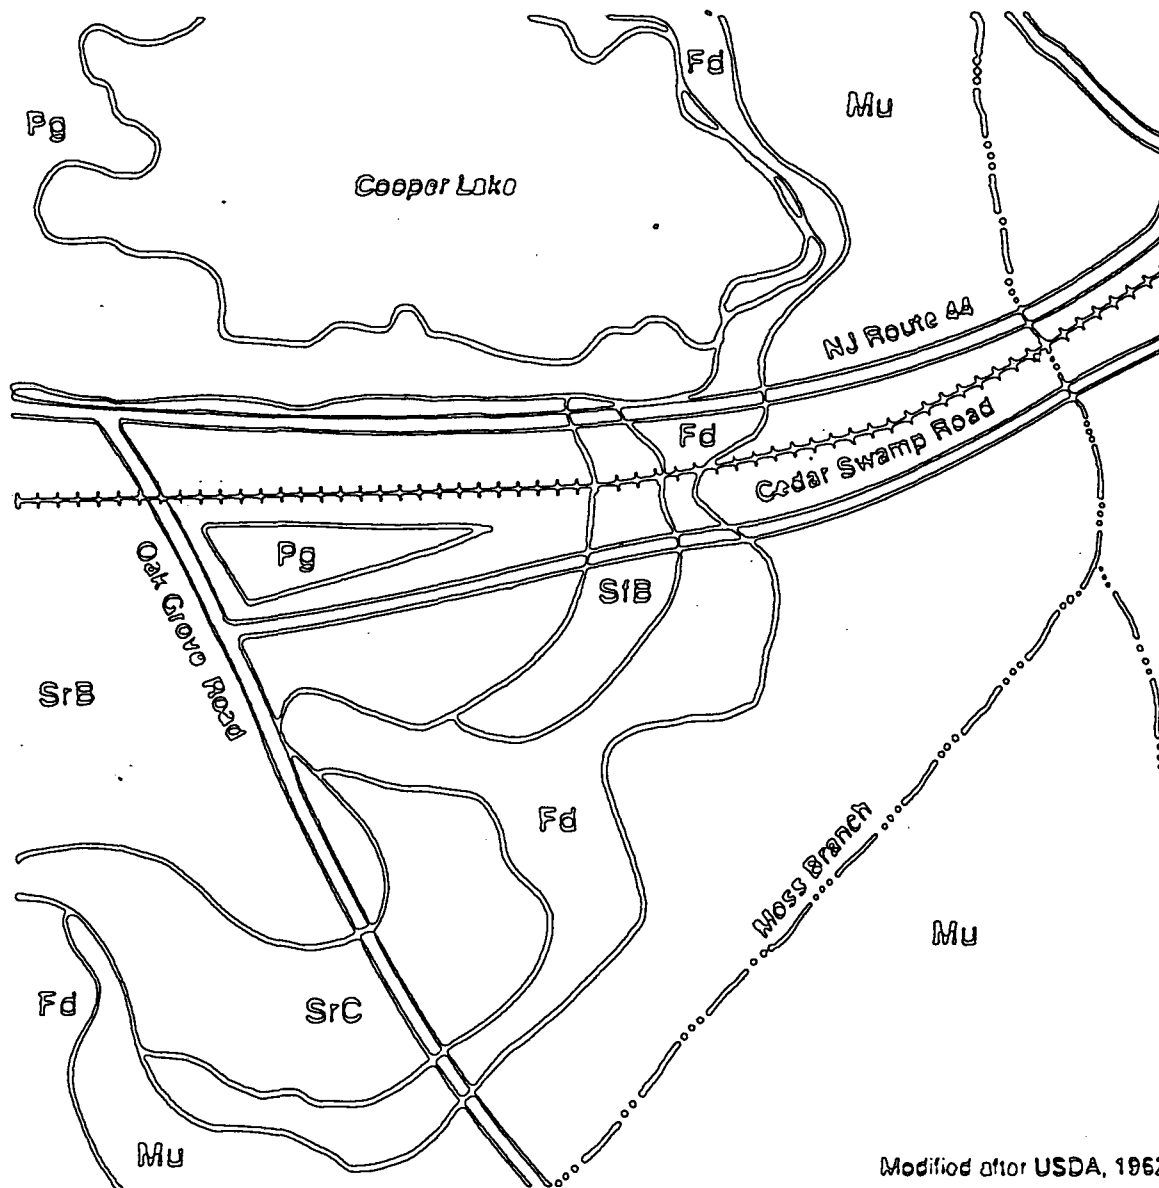 Fd
Mu
Pg
Cooper Lake
NJ Route 44
Fd
Cedar Swamp Road
Pg
Oak Grove Road
SfB
SrB
Fd
Moss Branch
Mu
Fd
SrC
Mu
Modified after USDA, 1962